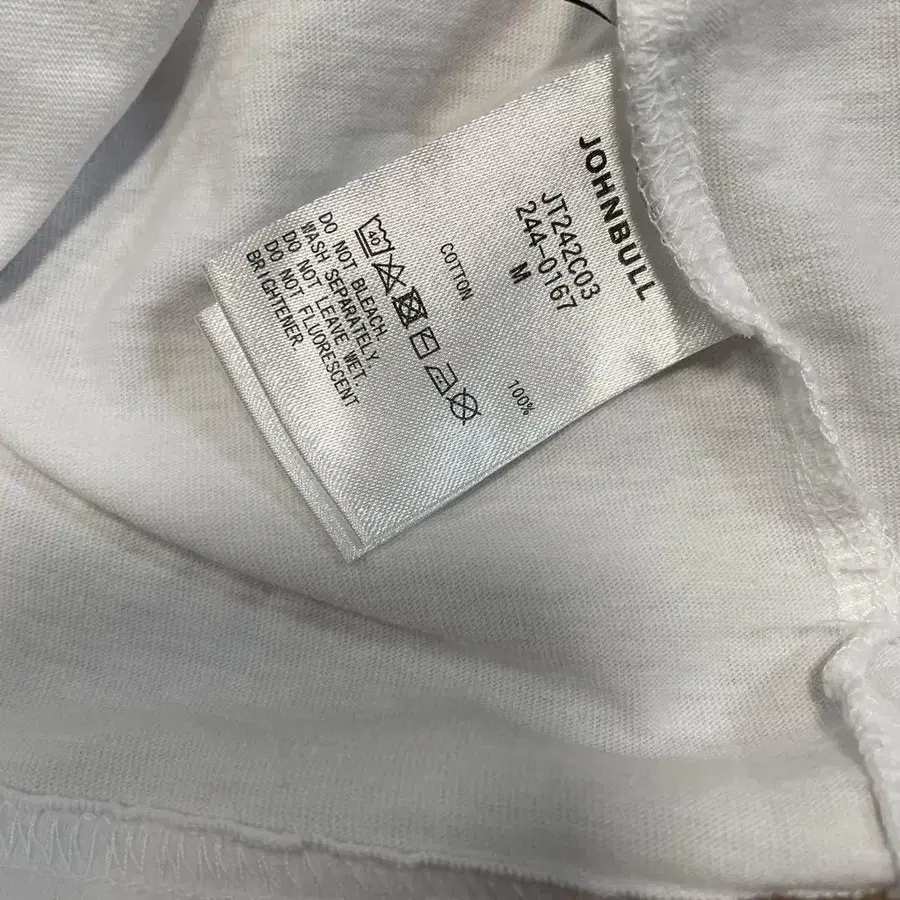 JOHNBULL
JT242C03
244-0167
M
COTTON 100%
40
DO NOT BLEACH.
WASH SEPARATELY.
DO NOT LEAVE WET.
DO NOT FLUORESCENT
BRIGHTENER.